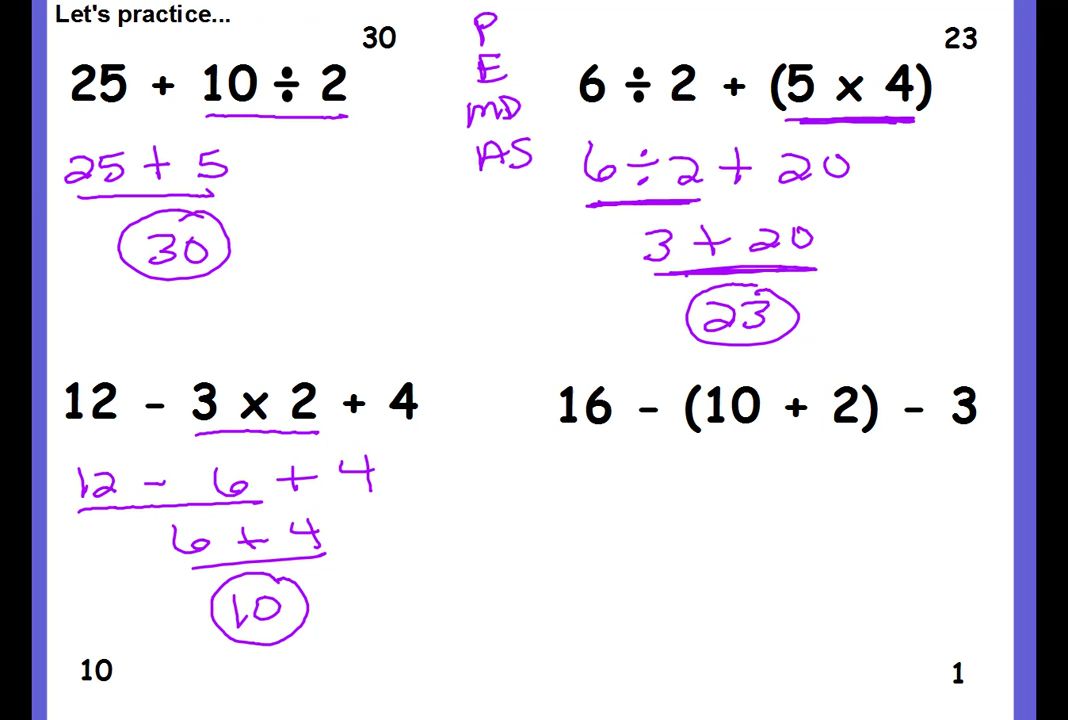 Let's practice...
30
25 + 10 ÷ 2
25 + 5
30
P
E
MD
AS
23
6 ÷ 2 + (5 x 4)
6 ÷ 2 + 20
3 + 20
23
12 - 3 x 2 + 4
12 - 6 + 4
6 + 4
10
10
16 - (10 + 2) - 3
1